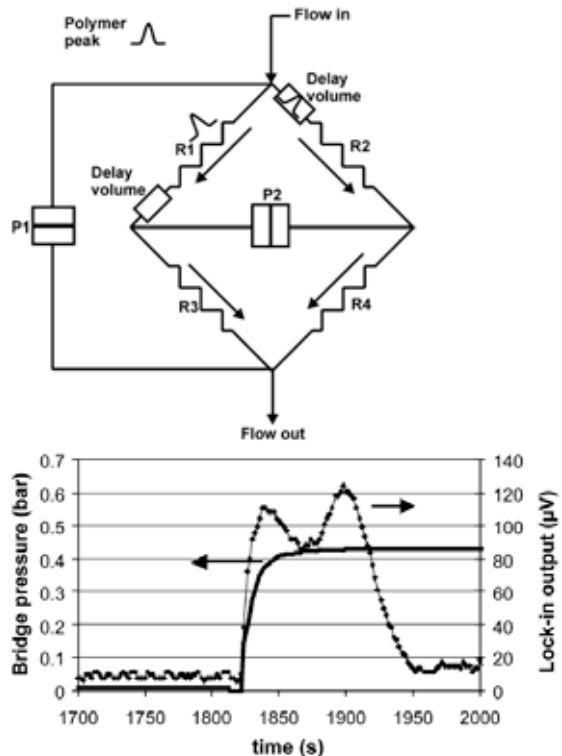 Polymer
peak
Flow in
Delay
volume
R1
R2
Delay
volume
P1
P2
R3
R4
Flow out
0.7
0.6
0.5
0.4
0.3
0.2
0.1
0
Bridge pressure (bar)
140
120
100
80
60
40
20
0
Lock-in output (µV)
1700
1750
1800
1850
1900
1950
2000
time (s)